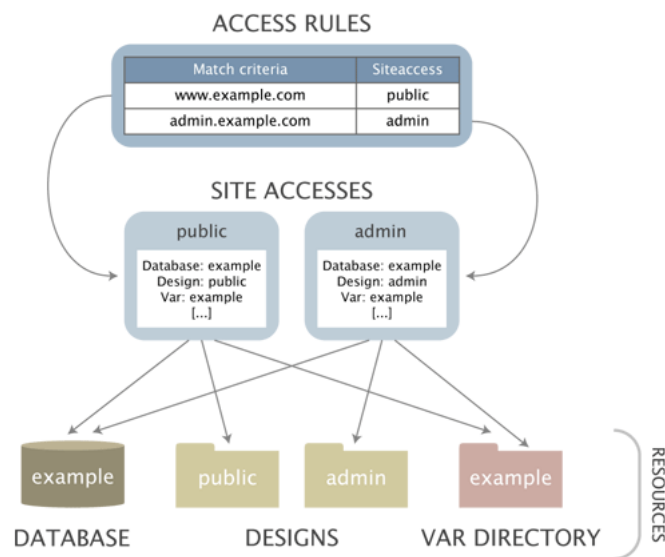 ACCESS RULES
Match criteria Siteaccess
www.example.com public
admin.example.com admin
SITE ACCESSES
public admin
Database: example
Design: public
Var: example
[...]
Database: example
Design: admin
Var: example
[...]
example public admin example
DATABASE DESIGNS VAR DIRECTORY
RESOURCES